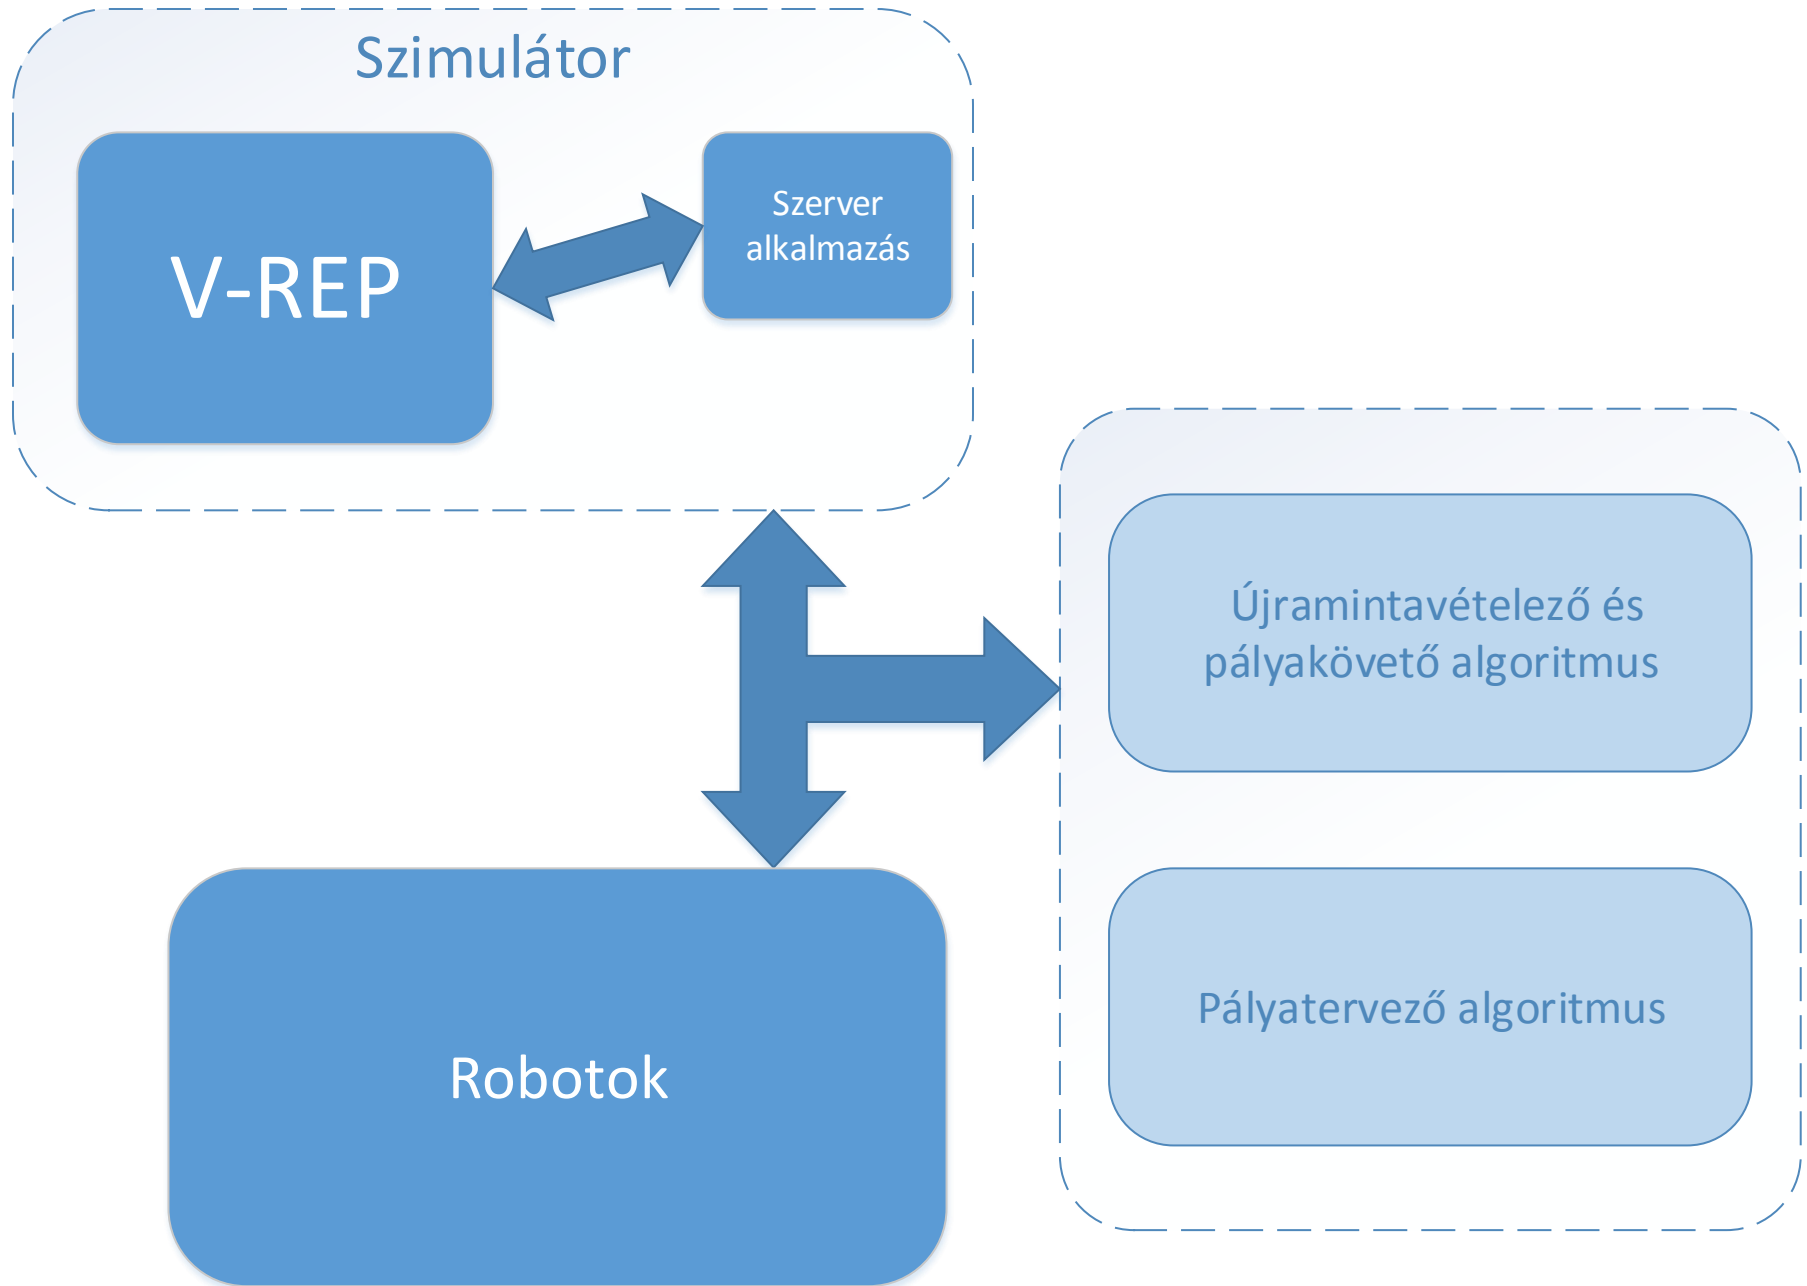 Szimulátor
V-REP
Szerver
alkalmazás
Újramintavételező és
pályakövető algoritmus
Pályatervező algoritmus
Robotok